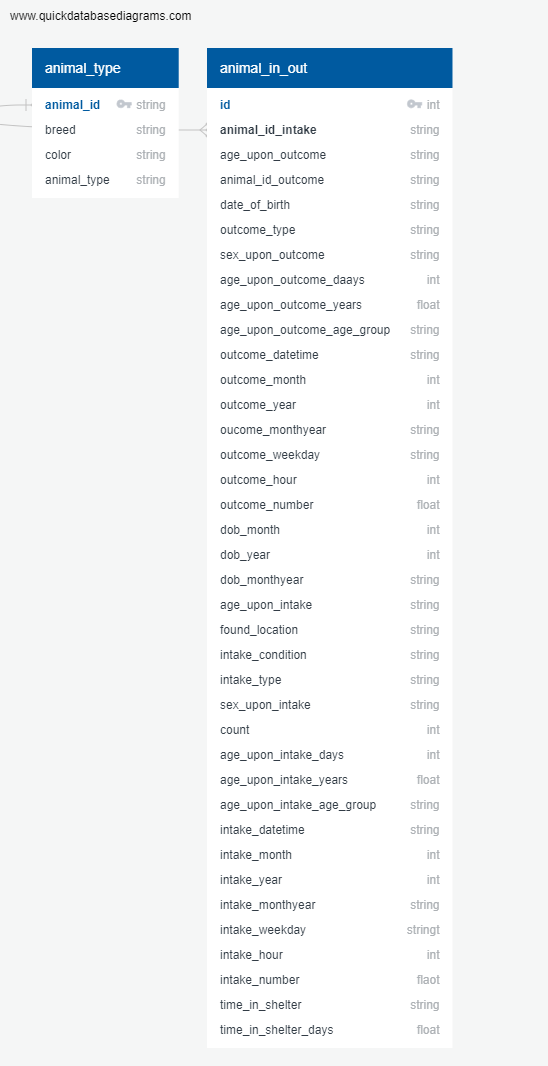 www.quickdatabasediagrams.com
animal_type
animal_id string
breed string
color string
animal_type string
animal_in_out
id int
animal_id_intake string
age_upon_outcome string
animal_id_outcome string
date_of_birth string
outcome_type string
sex_upon_outcome string
age_upon_outcome_daays int
age_upon_outcome_years float
age_upon_outcome_age_group string
outcome_datetime string
outcome_month int
outcome_year int
oucome_monthyear string
outcome_weekday string
outcome_hour int
outcome_number float
dob_month int
dob_year int
dob_monthyear string
age_upon_intake string
found_location string
intake_condition string
intake_type string
sex_upon_intake string
count int
age_upon_intake_days int
age_upon_intake_years float
age_upon_intake_age_group string
intake_datetime string
intake_month int
intake_year int
intake_monthyear string
intake_weekday stringt
intake_hour int
intake_number flaot
time_in_shelter string
time_in_shelter_days float